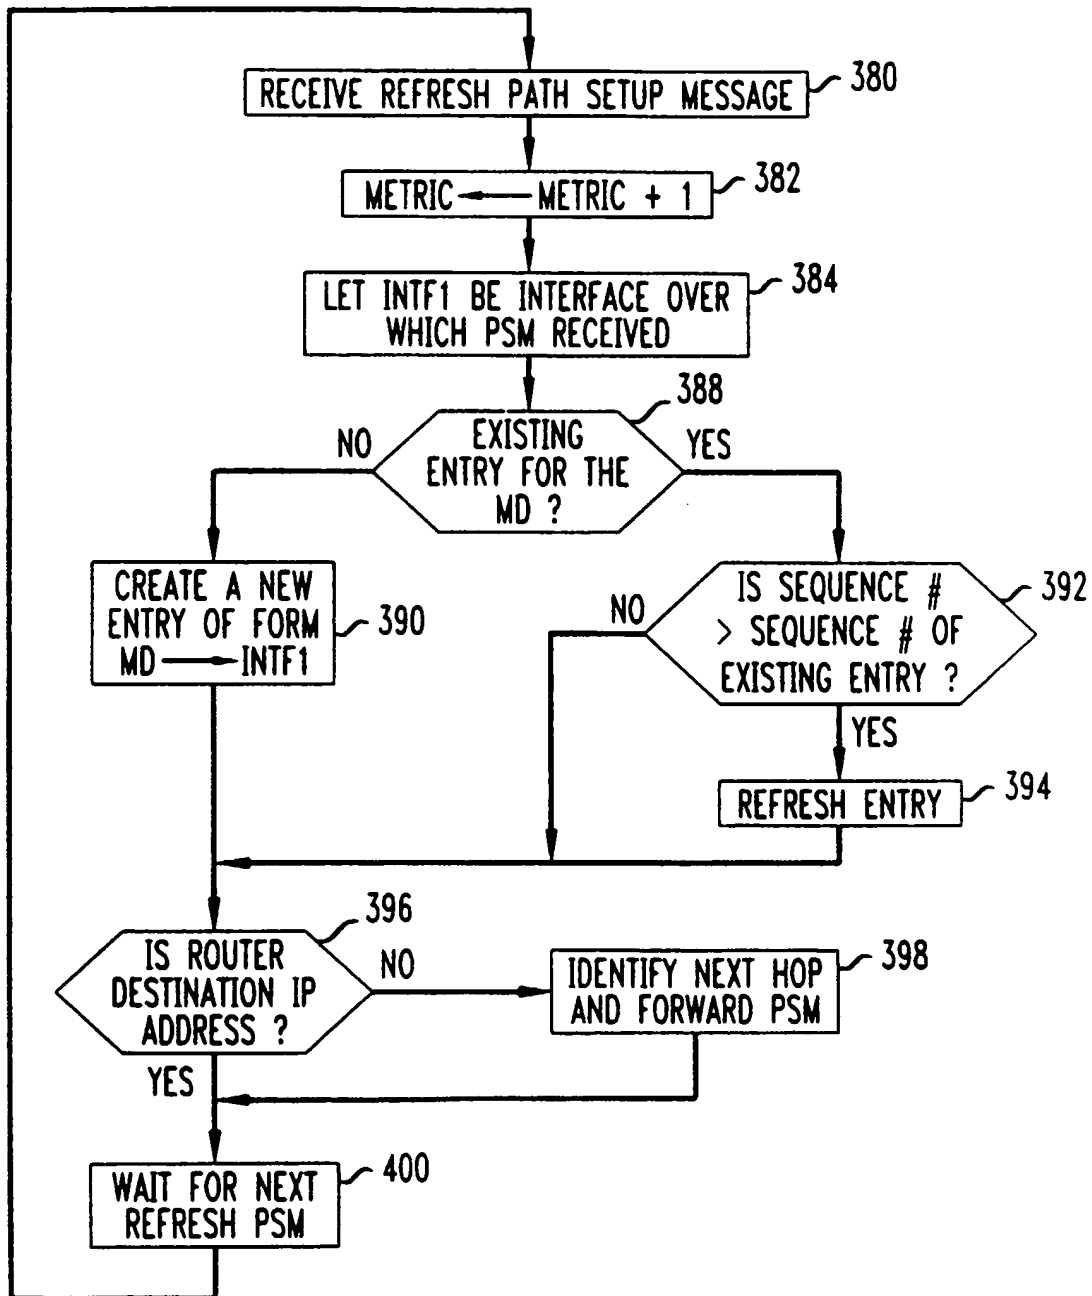 RECEIVE REFRESH PATH SETUP MESSAGE
380
METRIC ← METRIC + 1
382
LET INTF1 BE INTERFACE OVER
WHICH PSM RECEIVED
384
388
EXISTING
ENTRY FOR THE
MD ?
NO
YES
CREATE A NEW
ENTRY OF FORM
MD → INTF1
390
IS SEQUENCE #
> SEQUENCE # OF
EXISTING ENTRY ?
392
NO
YES
REFRESH ENTRY
394
396
IS ROUTER
DESTINATION IP
ADDRESS ?
NO
IDENTIFY NEXT HOP
AND FORWARD PSM
398
YES
WAIT FOR NEXT
REFRESH PSM
400